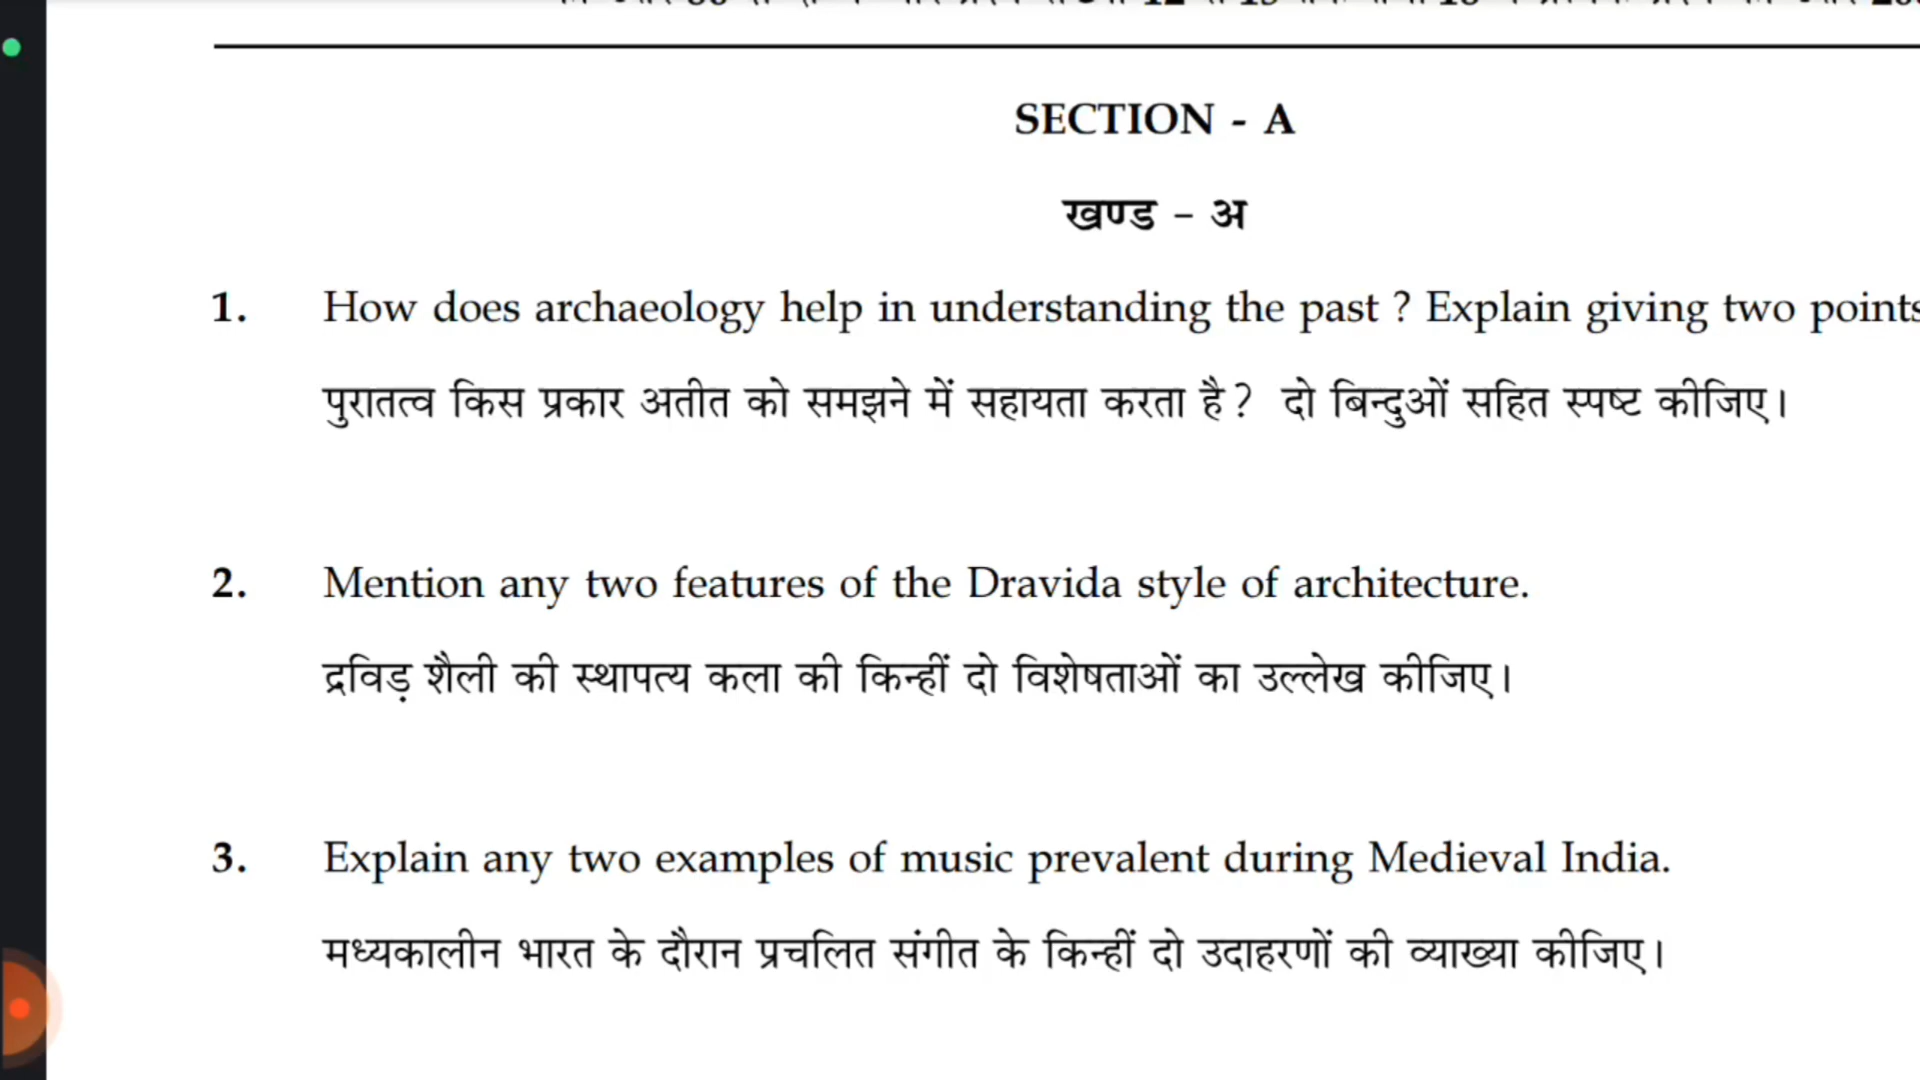 SECTION - A
खण्ड - अ
1. How does archaeology help in understanding the past ? Explain giving two points
पुरातत्व किस प्रकार अतीत को समझने में सहायता करता है? दो बिन्दुओं सहित स्पष्ट कीजिए।
2. Mention any two features of the Dravida style of architecture.
द्रविड़ शैली की स्थापत्य कला की किन्हीं दो विशेषताओं का उल्लेख कीजिए।
3. Explain any two examples of music prevalent during Medieval India.
मध्यकालीन भारत के दौरान प्रचलित संगीत के किन्हीं दो उदाहरणों की व्याख्या कीजिए।